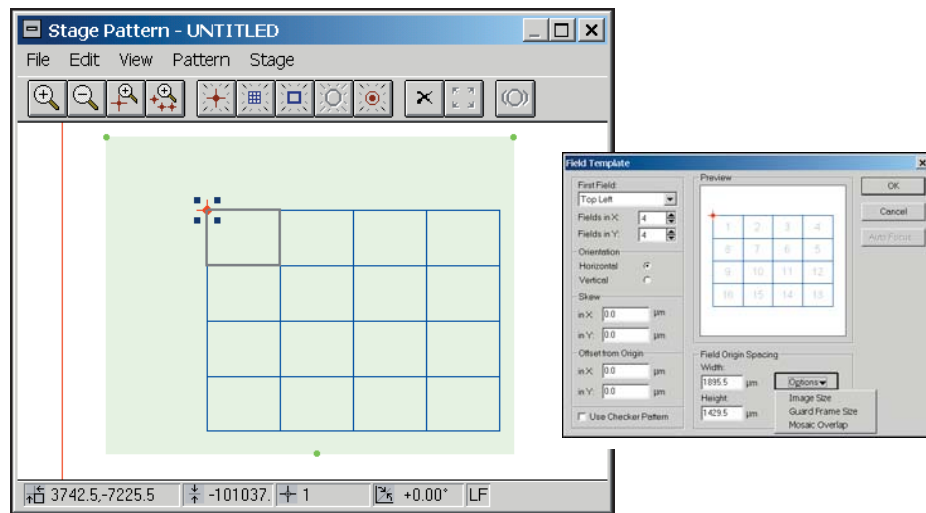 Stage Pattern - UNTITLED
File Edit View Pattern Stage
3742.5,-7225.5 -101037. 1 +0.00° LF
Field Template
First Field:
Top Left
Fields in X: 4
Fields in Y: 4
Orientation
Horizontal
Vertical
Skew
in X: 0.0 µm
in Y: 0.0 µm
Offset from Origin
in X: 0.0 µm
in Y: 0.0 µm
Use Checker Pattern
Preview
1 2 3 4
8 7 6 5
9 10 11 12
16 15 14 13
Field Origin Spacing
Width:
1895.5 µm
Height:
1429.5 µm
Options
Image Size
Guard Frame Size
Mosaic Overlap
OK
Cancel
Auto Focus